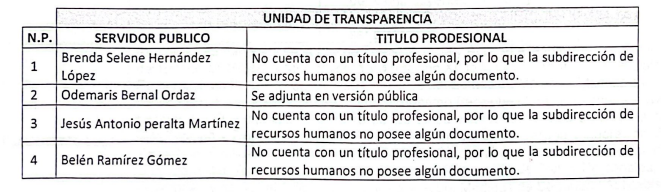 UNIDAD DE TRANSPARENCIA
N.P. SERVIDOR PUBLICO TITULO PRODESIONAL
1 Brenda Selene Hernández López No cuenta con un título profesional, por lo que la subdirección de
recursos humanos no posee algún documento.
2 Odemaris Bernal Ordaz Se adjunta en versión pública
3 Jesús Antonio peralta Martínez No cuenta con un título profesional, por lo que la subdirección de
recursos humanos no posee algún documento.
4 Belén Ramírez Gómez No cuenta con un título profesional, por lo que la subdirección de
recursos humanos no posee algún documento.